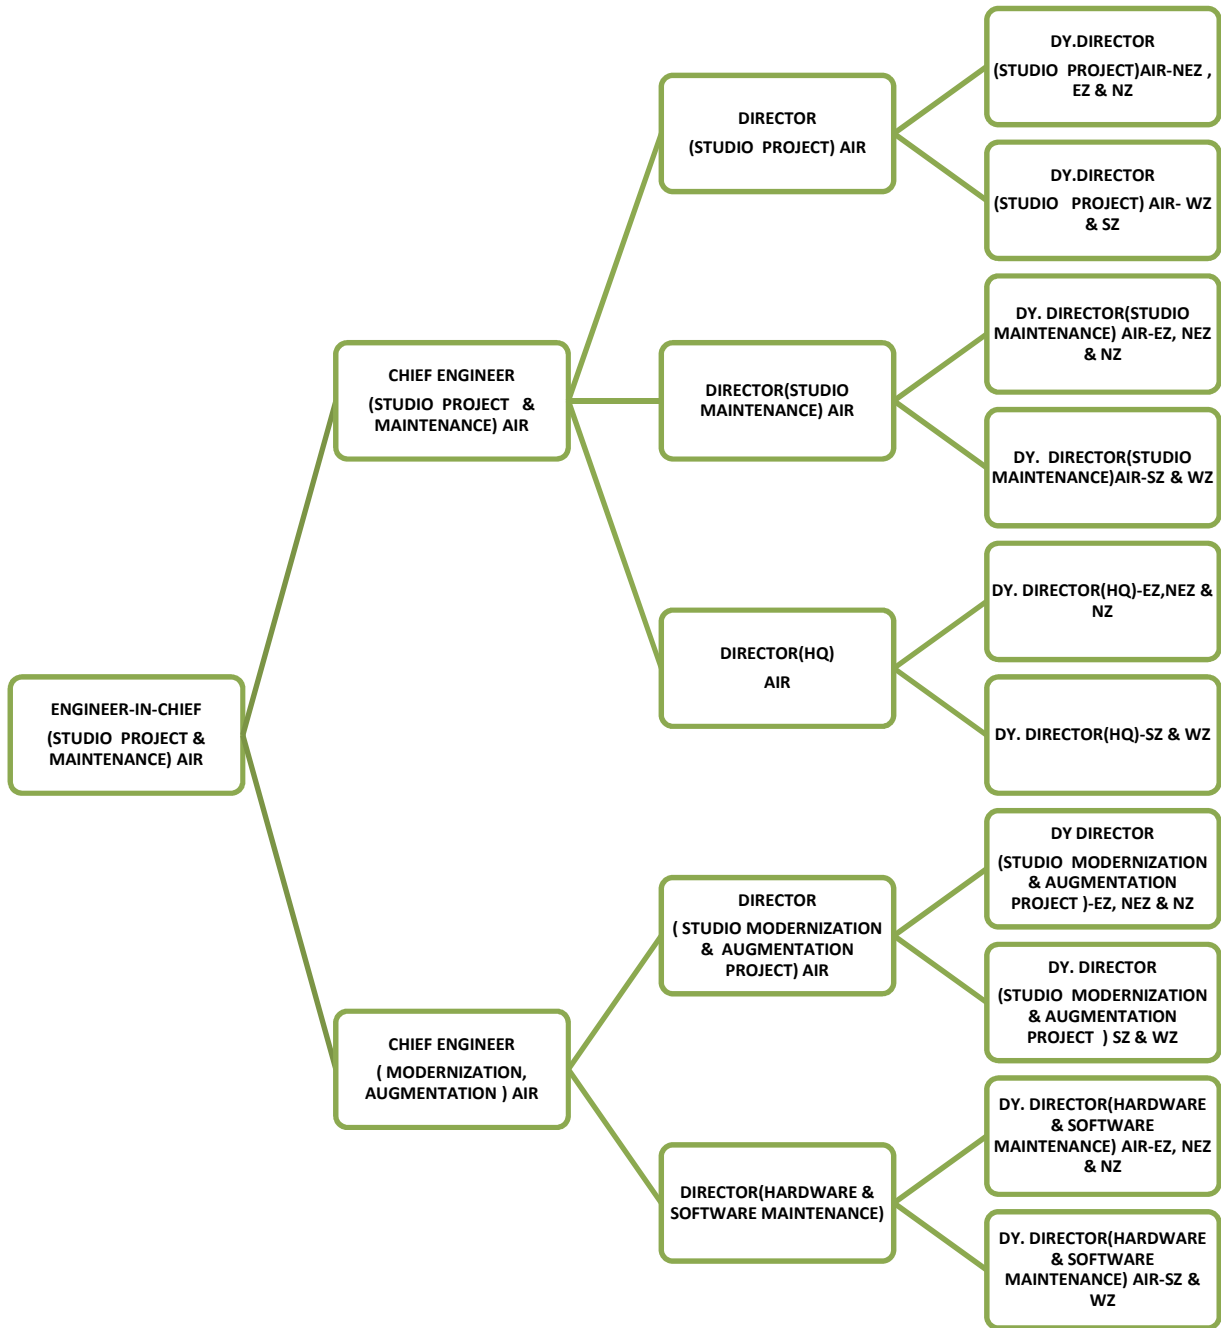 ENGINEER-IN-CHIEF
(STUDIO PROJECT &
MAINTENANCE) AIR
CHIEF ENGINEER
(STUDIO PROJECT &
MAINTENANCE) AIR
DIRECTOR
(STUDIO PROJECT) AIR
DY.DIRECTOR
(STUDIO PROJECT)AIR-NEZ ,
EZ & NZ
DY.DIRECTOR
(STUDIO PROJECT) AIR- WZ
& SZ
DIRECTOR(STUDIO
MAINTENANCE) AIR
DY. DIRECTOR(STUDIO
MAINTENANCE) AIR-EZ, NEZ
& NZ
DY. DIRECTOR(STUDIO
MAINTENANCE)AIR-SZ & WZ
DIRECTOR(HQ)
AIR
DY. DIRECTOR(HQ)-EZ,NEZ &
NZ
DY. DIRECTOR(HQ)-SZ & WZ
CHIEF ENGINEER
( MODERNIZATION,
AUGMENTATION ) AIR
DIRECTOR
( STUDIO MODERNIZATION
& AUGMENTATION
PROJECT) AIR
DY DIRECTOR
(STUDIO MODERNIZATION
& AUGMENTATION
PROJECT )-EZ, NEZ & NZ
DY. DIRECTOR
(STUDIO MODERNIZATION
& AUGMENTATION
PROJECT ) SZ & WZ
DIRECTOR(HARDWARE &
SOFTWARE MAINTENANCE)
DY. DIRECTOR(HARDWARE
& SOFTWARE
MAINTENANCE) AIR-EZ, NEZ
& NZ
DY. DIRECTOR(HARDWARE
& SOFTWARE
MAINTENANCE) AIR-SZ &
WZ